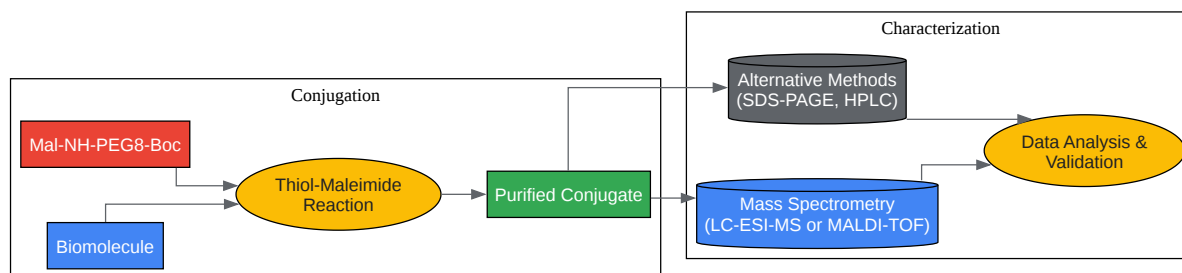 Conjugation
Mal-NH-PEG8-Boc
Biomolecule
Thiol-Maleimide
Reaction
Purified Conjugate
Characterization
Alternative Methods
(SDS-PAGE, HPLC)
Mass Spectrometry
(LC-ESI-MS or MALDI-TOF)
Data Analysis &
Validation